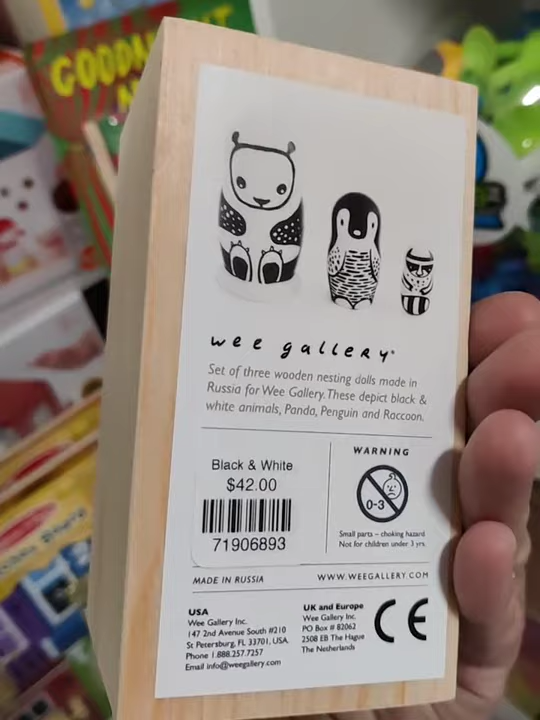 GOODN
wee gallery®
Set of three wooden nesting dolls made in
Russia for Wee Gallery. These depict black &
white animals, Panda, Penguin and Raccoon.
Black & White
$42.00
71906893
WARNING
0-3
Small parts - choking hazard
Not for children under 3 yrs
MADE IN RUSSIA
WWW.WEEGALLERY.COM
USA
Wee Gallery Inc.
147 2nd Avenue South #210
St Petersburg, FL 33701, USA.
Phone 1.888.257.7257
Email info@weegallery.com
UK and Europe
Wee Gallery Inc.
PO Box # 82062
2508 EB The Hague
The Netherlands
CE